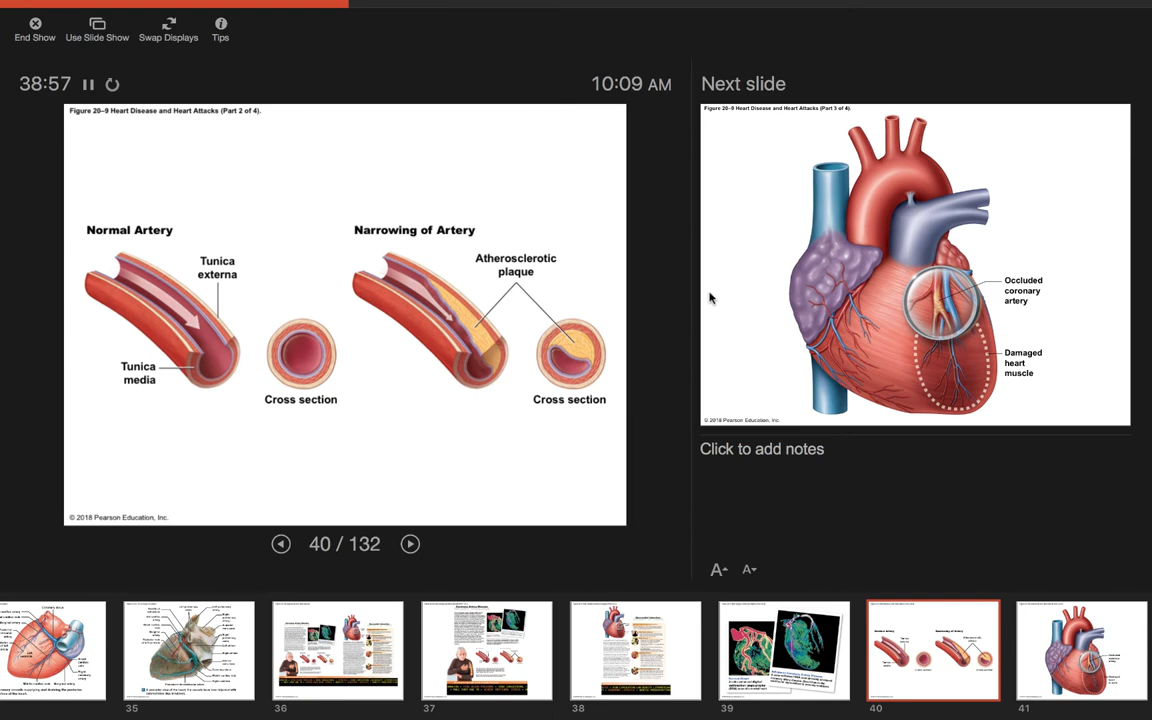 End Show
Use Slide Show
Swap Displays
Tips
38:57
10:09 AM
Figure 20–9 Heart Disease and Heart Attacks (Part 2 of 4).
Normal Artery
Tunica
externa
Tunica
media
Cross section
Narrowing of Artery
Atherosclerotic
plaque
Cross section
© 2018 Pearson Education, Inc.
40 / 132
Next slide
Figure 20–9 Heart Disease and Heart Attacks (Part 3 of 4).
Occluded
coronary
artery
Damaged
heart
muscle
© 2018 Pearson Education, Inc.
Click to add notes
A
A
35
36
37
38
39
40
41